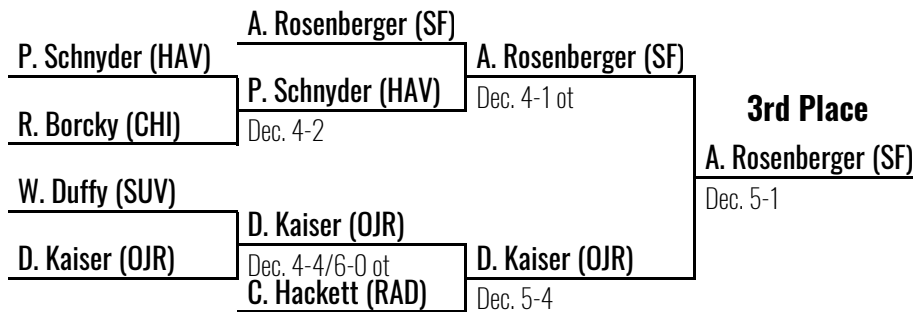 A. Rosenberger (SF)
P. Schnyder (HAV)
A. Rosenberger (SF)
P. Schnyder (HAV)
Dec. 4-1 ot
3rd Place
R. Borcky (CHI)
Dec. 4-2
A. Rosenberger (SF)
W. Duffy (SUV)
Dec. 5-1
D. Kaiser (OJR)
D. Kaiser (OJR)
Dec. 4-4/6-0 ot
D. Kaiser (OJR)
C. Hackett (RAD)
Dec. 5-4